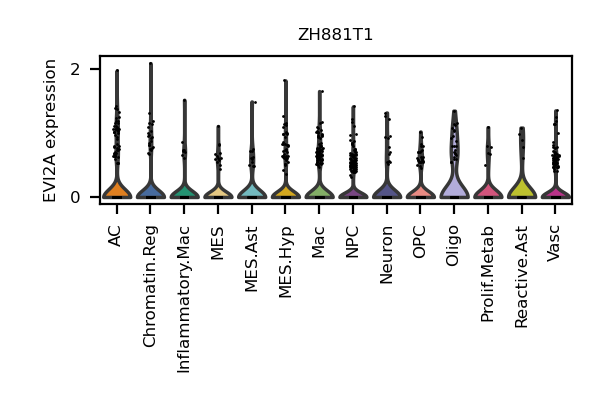 ZH881T1
EVI2A expression
2
0
AC
Chromatin.Reg
Inflammatory.Mac
MES
MES.Ast
MES.Hyp
Mac
NPC
Neuron
OPC
Oligo
Prolif.Metab
Reactive.Ast
Vasc